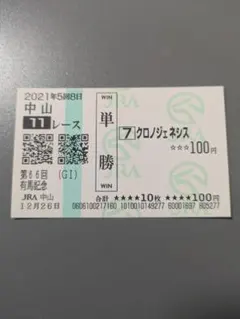 2021年5回8日
中山
11レース
WIN
単勝
WIN
7 クロノジェネシス
☆☆☆100円
第66回 (GI)
有馬記念
JRA 中山
12月26日
合計 ★★★★10枚 ★★★★100円